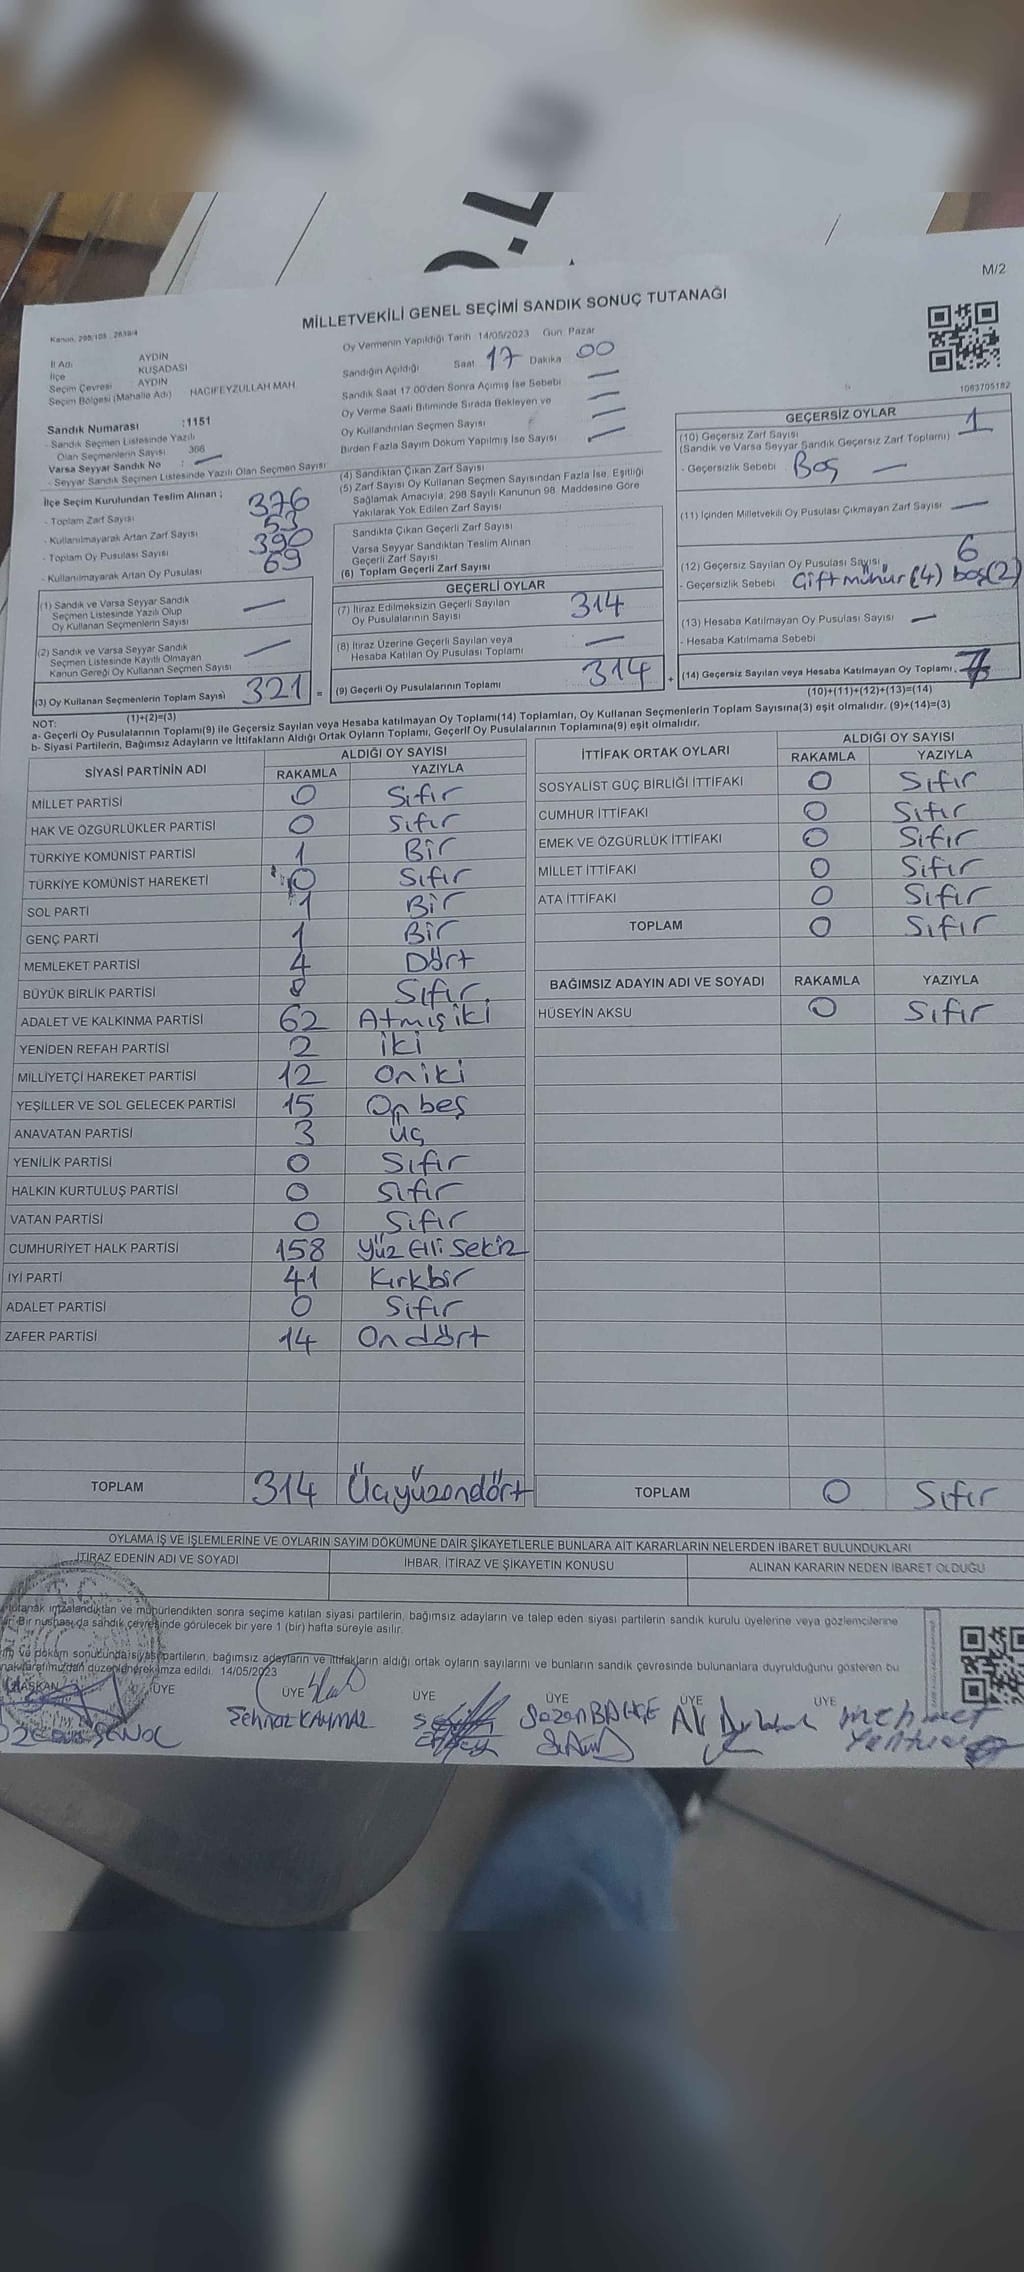 M/2
MİLLETVEKİLİ GENEL SEÇİMİ SANDIK SONUÇ TUTANAĞI
İl Adı AYDIN
İlçe KUŞADASI
Seçim Çevresi AYDIN
Seçim Bölgesi (Mahalle Adı) HACIFEYZULLAH MAH.
Sandık Numarası :1151
- Sandık Seçmen Listesinde Yazılı
Olan Seçmenlerin Sayısı 366
Varsa Seyyar Sandık No : —
- Seyyar Sandık Seçmen Listesinde Yazılı Olan Seçmen Sayısı
İlçe Seçim Kurulundan Teslim Alınan ;
- Toplam Zarf Sayısı 376
- Kullanılmayarak Artan Zarf Sayısı 53
- Toplam Oy Pusulası Sayısı 390
- Kullanılmayarak Artan Oy Pusulası 69
(1) Sandık ve Varsa Seyyar Sandık
Seçmen Listesinde Yazılı Olup
Oy Kullanan Seçmenlerin Sayısı —
(2) Sandık ve Varsa Seyyar Sandık
Seçmen Listesinde Kayıtlı Olmayan
Kanun Gereği Oy Kullanan Seçmen Sayısı —
(3) Oy Kullanan Seçmenlerin Toplam Sayısı 321 =
(1)+(2)=(3)
Oy Vermenin Yapıldığı Tarih 14/05/2023 Gün Pazar
Sandığın Açıldığı Saat 17 Dakika 00
Sandık Saat 17.00'den Sonra Açımış İse Sebebi —
Oy Verme Saati Bitiminde Sırada Bekleyen ve —
Oy Kullandırılan Seçmen Sayısı —
Birden Fazla Sayım Döküm Yapılmış İse Sayısı —
(4) Sandıktan Çıkan Zarf Sayısı
(5) Zarf Sayısı Oy Kullanan Seçmen Sayısından Fazla İse, Eşitliği
Sağlamak Amacıyla, 298 Sayılı Kanunun 98. Maddesine Göre
Yakılarak Yok Edilen Zarf Sayısı
Sandıkta Çıkan Geçerli Zarf Sayısı
Varsa Seyyar Sandıktan Teslim Alınan
Geçerli Zarf Sayısı
(6) Toplam Geçerli Zarf Sayısı
GEÇERLİ OYLAR
(7) İtiraz Edilmeksizin Geçerli Sayılan
Oy Pusulalarının Sayısı 314
(8) İtiraz Üzerine Geçerli Sayılan veya
Hesaba Katılan Oy Pusulası Toplamı —
(9) Geçerli Oy Pusulalarının Toplamı 314 +
1063705182
GEÇERSİZ OYLAR
(10) Geçersiz Zarf Sayısı 1
(Sandık ve Varsa Seyyar Sandık Geçersiz Zarf Toplamı)
- Geçersizlik Sebebi Boş —
(11) İçinden Milletvekili Oy Pusulası Çıkmayan Zarf Sayısı —
(12) Geçersiz Sayılan Oy Pusulası Sayısı 6
- Geçersizlik Sebebi Çift mühür (4) boş (2)
(13) Hesaba Katılmayan Oy Pusulası Sayısı —
- Hesaba Katılmama Sebebi
(14) Geçersiz Sayılan veya Hesaba Katılmayan Oy Toplamı 7
(10)+(11)+(12)+(13)=(14)
NOT:
a- Geçerli Oy Pusulalarının Toplamı(9) ile Geçersiz Sayılan veya Hesaba katılmayan Oy Toplamı(14) Toplamları, Oy Kullanan Seçmenlerin Toplam Sayısına(3) eşit olmalıdır. (9)+(14)=(3)
b- Siyasi Partilerin, Bağımsız Adayların ve İttifakların Aldığı Ortak Oyların Toplamı, Geçerli Oy Pusulalarının Toplamına(9) eşit olmalıdır.
SİYASİ PARTİNİN ADI ALDIĞI OY SAYISI
RAKAMLA YAZIYLA
MİLLET PARTİSİ 0 Sıfır
HAK VE ÖZGÜRLÜKLER PARTİSİ 0 Sıfır
TÜRKİYE KOMÜNİST PARTİSİ 1 Bir
TÜRKİYE KOMÜNİST HAREKETİ 0 Sıfır
SOL PARTİ 1 Bir
GENÇ PARTİ 1 Bir
MEMLEKET PARTİSİ 4 Dört
BÜYÜK BİRLİK PARTİSİ 0 Sıfır
ADALET VE KALKINMA PARTİSİ 62 Atmış iki
YENİDEN REFAH PARTİSİ 2 iki
MİLLİYETÇİ HAREKET PARTİSİ 12 Oniki
YEŞİLLER VE SOL GELECEK PARTİSİ 15 On beş
ANAVATAN PARTİSİ 3 Üç
YENİLİK PARTİSİ 0 Sıfır
HALKIN KURTULUŞ PARTİSİ 0 Sıfır
VATAN PARTİSİ 0 Sıfır
CUMHURİYET HALK PARTİSİ 158 Yüz Elli Sekiz
İYİ PARTİ 41 Kırkbir
ADALET PARTİSİ 0 Sıfır
ZAFER PARTİSİ 14 On dört
TOPLAM 314 Üçyüzondört
İTTİFAK ORTAK OYLARI ALDIĞI OY SAYISI
RAKAMLA YAZIYLA
SOSYALİST GÜÇ BİRLİĞİ İTTİFAKI 0 Sıfır
CUMHUR İTTİFAKI 0 Sıfır
EMEK VE ÖZGÜRLÜK İTTİFAKI 0 Sıfır
MİLLET İTTİFAKI 0 Sıfır
ATA İTTİFAKI 0 Sıfır
TOPLAM 0 Sıfır
BAĞIMSIZ ADAYIN ADI VE SOYADI RAKAMLA YAZIYLA
HÜSEYİN AKSU 0 Sıfır
TOPLAM 0 Sıfır
OYLAMA İŞ VE İŞLEMLERİNE VE OYLARIN SAYIM DÖKÜMÜNE DAİR ŞİKAYETLERLE BUNLARA AİT KARARLARIN NELERDEN İBARET BULUNDUKLARI
İTİRAZ EDENİN ADI VE SOYADI İHBAR, İTİRAZ VE ŞİKAYETİN KONUSU ALINAN KARARIN NEDEN İBARET OLDUĞU
tutanak imzalandıktan ve mühürlendikten sonra seçime katılan siyasi partilerin, bağımsız adayların ve talep eden siyasi partilerin sandık kurulu üyelerine veya gözlemcilerine
Bir nüshası da sandık çevresinde görülecek bir yere 1 (bir) hafta süreyle asılır.
ve döküm sonucunda siyasi partilerin, bağımsız adayların ve ittifakların aldığı ortak oyların sayılarını ve bunların sandık çevresinde bulunanlara duyrulduğunu gösteren bu
düzenlenerek imza edildi. 14/05/2023
BAŞKAN ÜYE ÜYE ÜYE ÜYE ÜYE ÜYE
ŞENOL Şehnaz KAYMAZ Sezen Mehmet